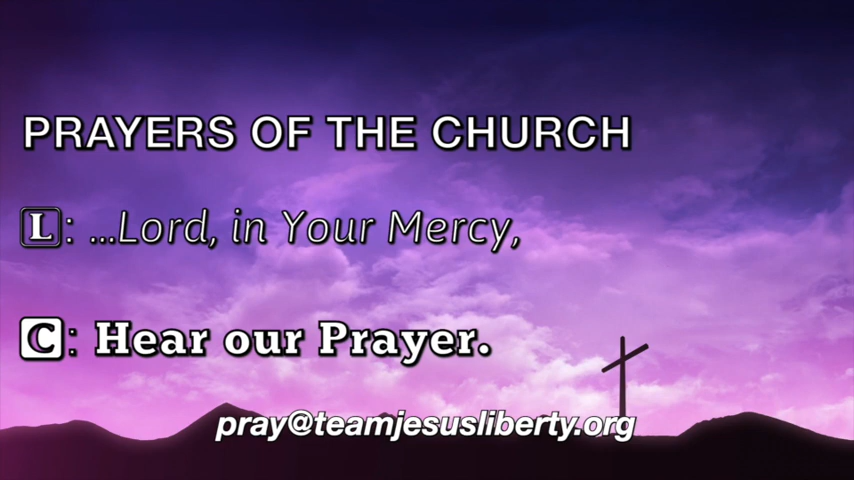 PRAYERS OF THE CHURCH
L: ...Lord, in Your Mercy,
C: Hear our Prayer.
pray@teamjesusliberty.org